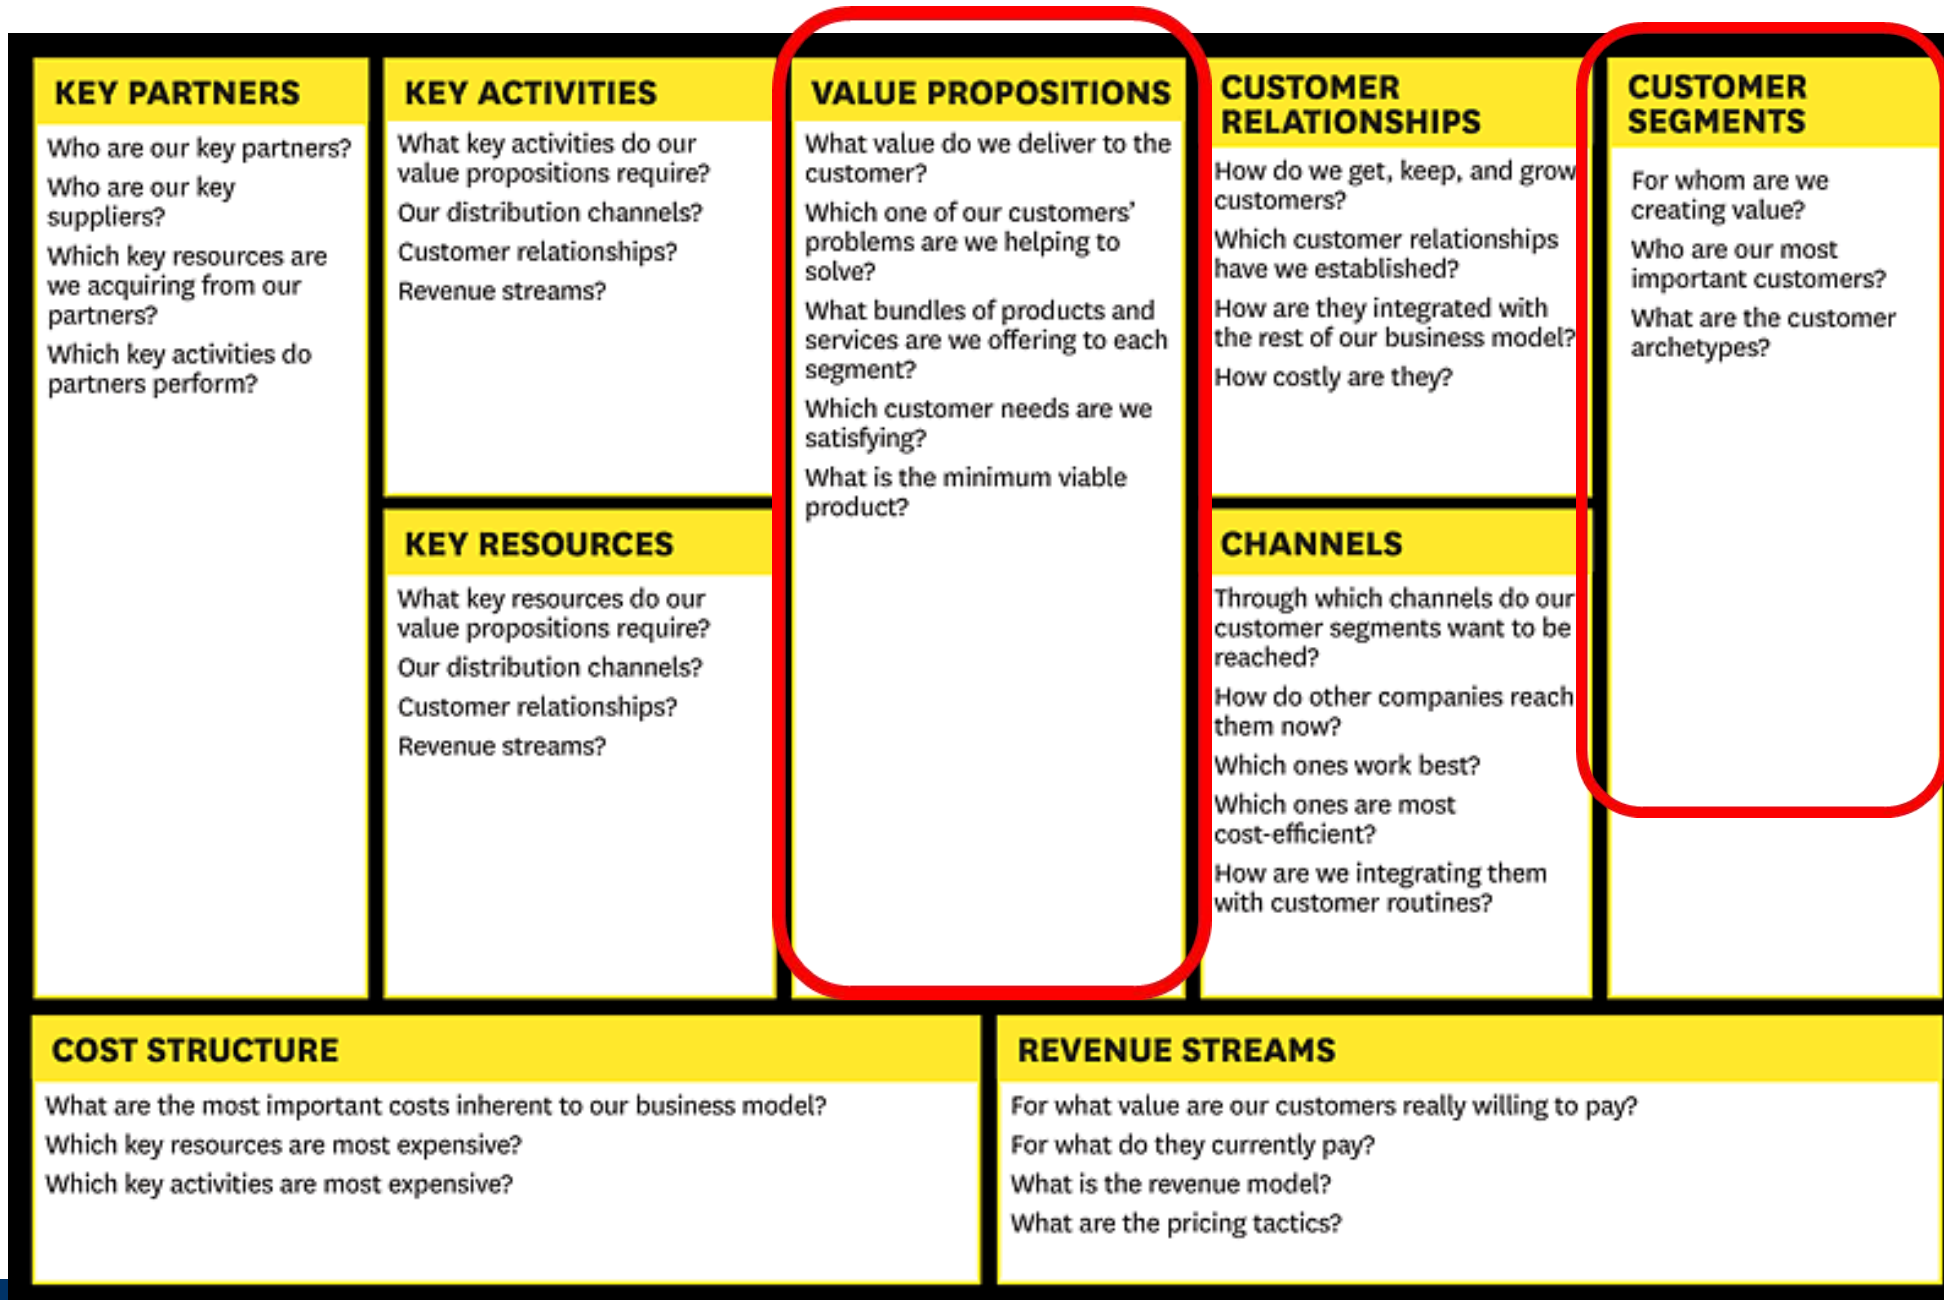 KEY PARTNERS
Who are our key partners?
Who are our key
suppliers?
Which key resources are
we acquiring from our
partners?
Which key activities do
partners perform?
KEY ACTIVITIES
What key activities do our
value propositions require?
Our distribution channels?
Customer relationships?
Revenue streams?
KEY RESOURCES
What key resources do our
value propositions require?
Our distribution channels?
Customer relationships?
Revenue streams?
VALUE PROPOSITIONS
What value do we deliver to the
customer?
Which one of our customers’
problems are we helping to
solve?
What bundles of products and
services are we offering to each
segment?
Which customer needs are we
satisfying?
What is the minimum viable
product?
CUSTOMER
RELATIONSHIPS
How do we get, keep, and grow
customers?
Which customer relationships
have we established?
How are they integrated with
the rest of our business model?
How costly are they?
CHANNELS
Through which channels do our
customer segments want to be
reached?
How do other companies reach
them now?
Which ones work best?
Which ones are most
cost-efficient?
How are we integrating them
with customer routines?
CUSTOMER
SEGMENTS
For whom are we
creating value?
Who are our most
important customers?
What are the customer
archetypes?
COST STRUCTURE
What are the most important costs inherent to our business model?
Which key resources are most expensive?
Which key activities are most expensive?
REVENUE STREAMS
For what value are our customers really willing to pay?
For what do they currently pay?
What is the revenue model?
What are the pricing tactics?